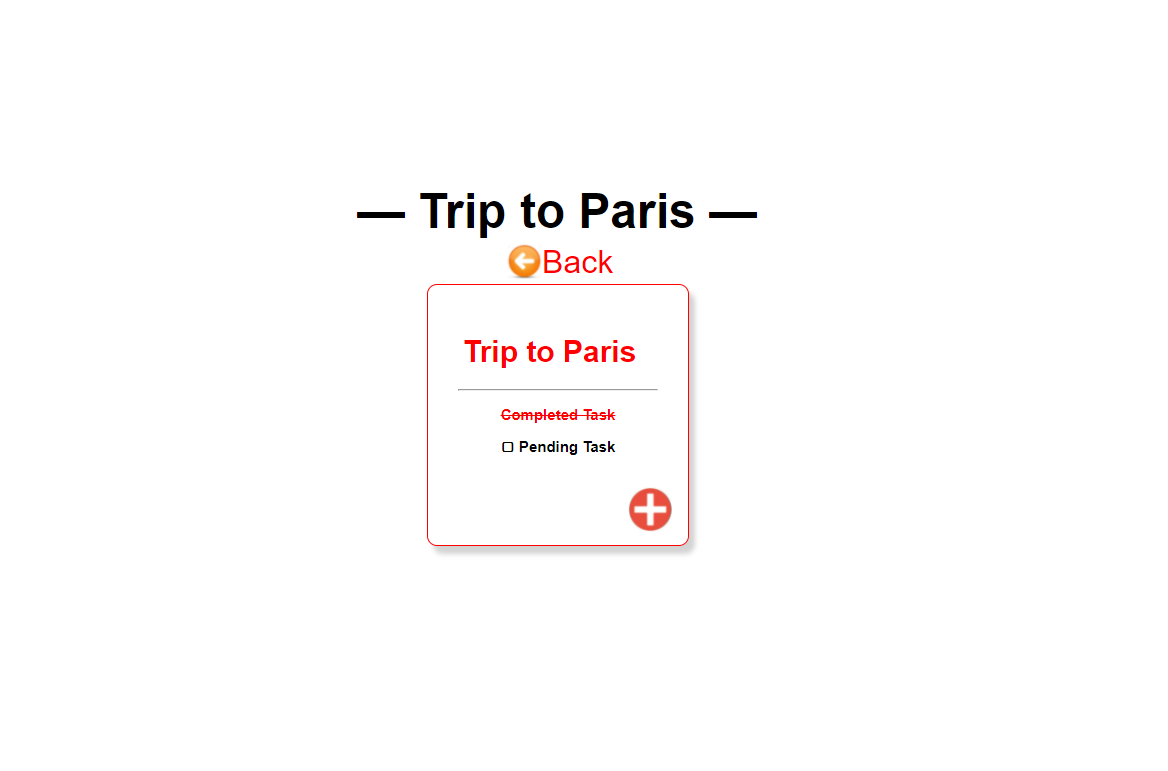 — Trip to Paris —
Back
Trip to Paris
Completed Task
Pending Task